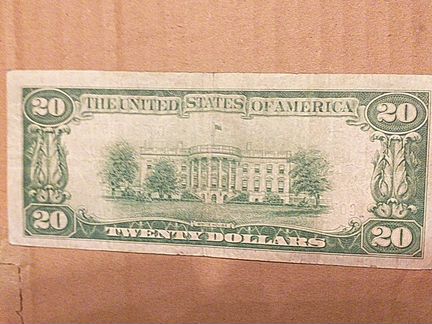 20 THE UNITED STATES OF AMERICA 20
20 TWENTY DOLLARS 20